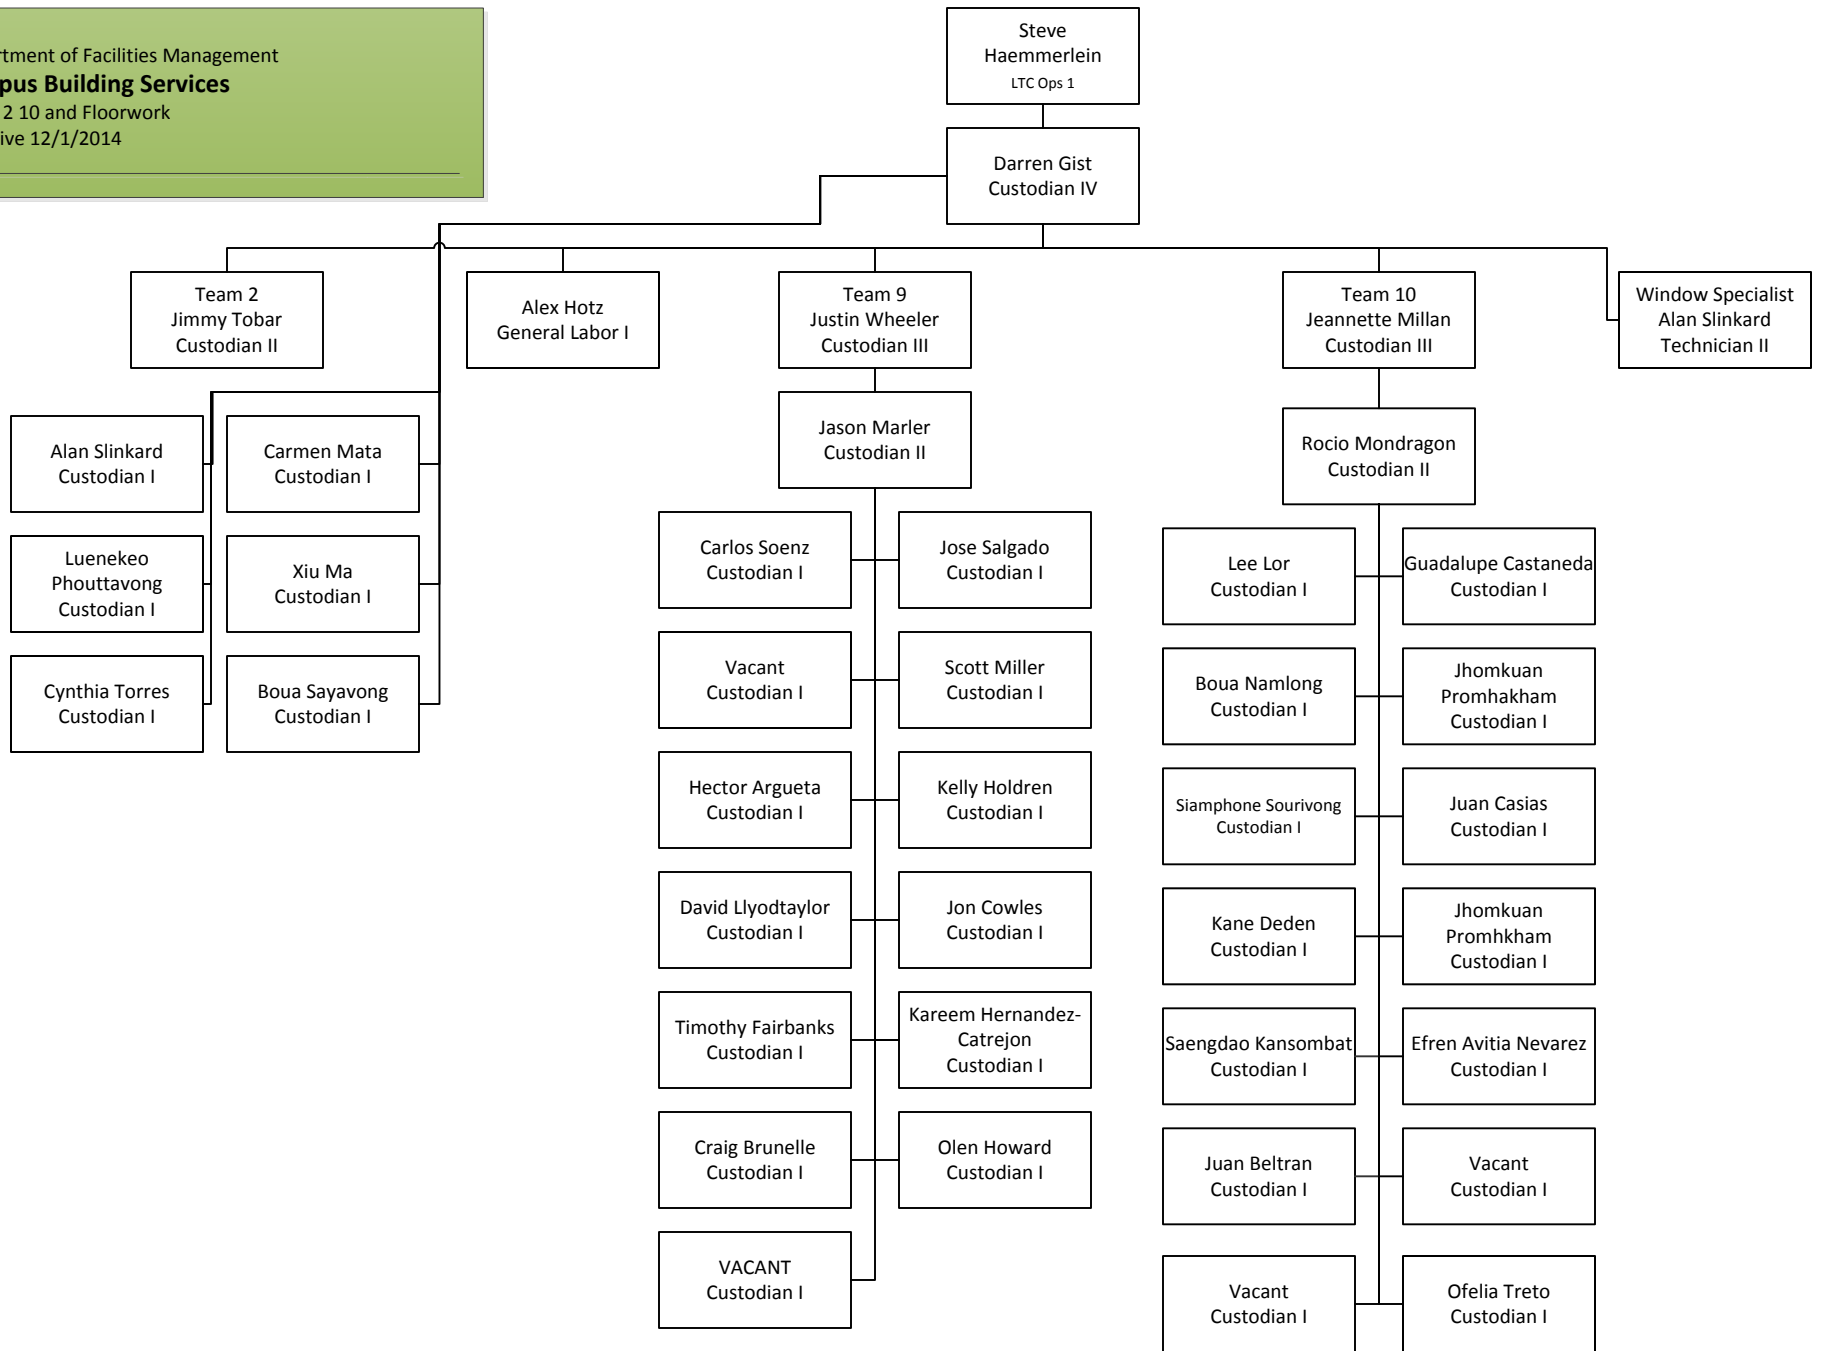 rtment of Facilities Management
pus Building Services
2 10 and Floorwork
ive 12/1/2014
Steve
Haemmerlein
LTC Ops 1
Darren Gist
Custodian IV
Team 2
Jimmy Tobar
Custodian II
Alex Hotz
General Labor I
Team 9
Justin Wheeler
Custodian III
Team 10
Jeannette Millan
Custodian III
Window Specialist
Alan Slinkard
Technician II
Alan Slinkard
Custodian I
Carmen Mata
Custodian I
Luenekeo
Phouttavong
Custodian I
Xiu Ma
Custodian I
Cynthia Torres
Custodian I
Boua Sayavong
Custodian I
Jason Marler
Custodian II
Carlos Soenz
Custodian I
Jose Salgado
Custodian I
Vacant
Custodian I
Scott Miller
Custodian I
Hector Argueta
Custodian I
Kelly Holdren
Custodian I
David Llyodtaylor
Custodian I
Jon Cowles
Custodian I
Timothy Fairbanks
Custodian I
Kareem Hernandez-
Catrejon
Custodian I
Craig Brunelle
Custodian I
Olen Howard
Custodian I
VACANT
Custodian I
Rocio Mondragon
Custodian II
Lee Lor
Custodian I
Guadalupe Castaneda
Custodian I
Boua Namlong
Custodian I
Jhomkuan
Promhakham
Custodian I
Siamphone Sourivong
Custodian I
Juan Casias
Custodian I
Kane Deden
Custodian I
Jhomkuan
Promhkham
Custodian I
Saengdao Kansombat
Custodian I
Efren Avitia Nevarez
Custodian I
Juan Beltran
Custodian I
Vacant
Custodian I
Vacant
Custodian I
Ofelia Treto
Custodian I